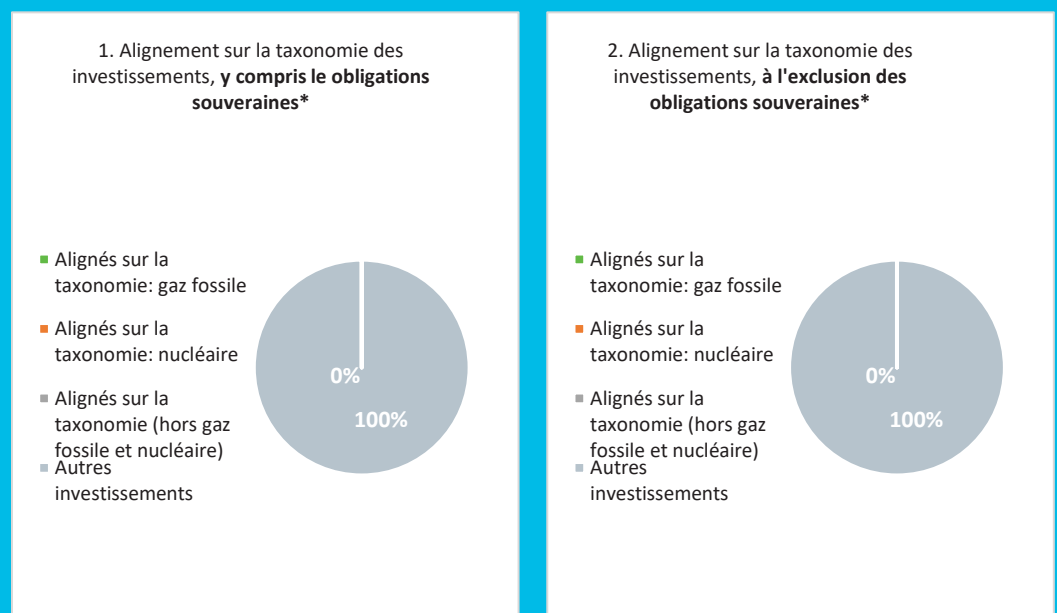 1. Alignement sur la taxonomie des
investissements, y compris le obligations
souveraines*
Alignés sur la
taxonomie: gaz fossile
Alignés sur la
taxonomie: nucléaire
Alignés sur la
taxonomie (hors gaz
fossile et nucléaire)
Autres
investissements
0%
100%
2. Alignement sur la taxonomie des
investissements, à l'exclusion des
obligations souveraines*
Alignés sur la
taxonomie: gaz fossile
Alignés sur la
taxonomie: nucléaire
Alignés sur la
taxonomie (hors gaz
fossile et nucléaire)
Autres
investissements
0%
100%